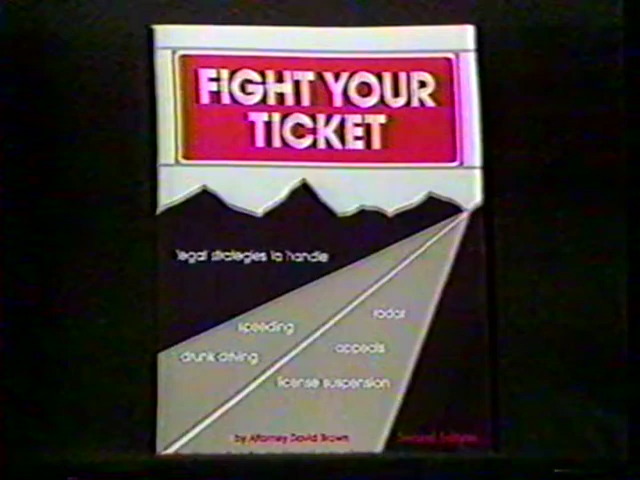 FIGHT YOUR
TICKET
legal strategies to handle
radar
speeding
appeals
drunk driving
license suspension
by Attorney David Brown
Second Edition